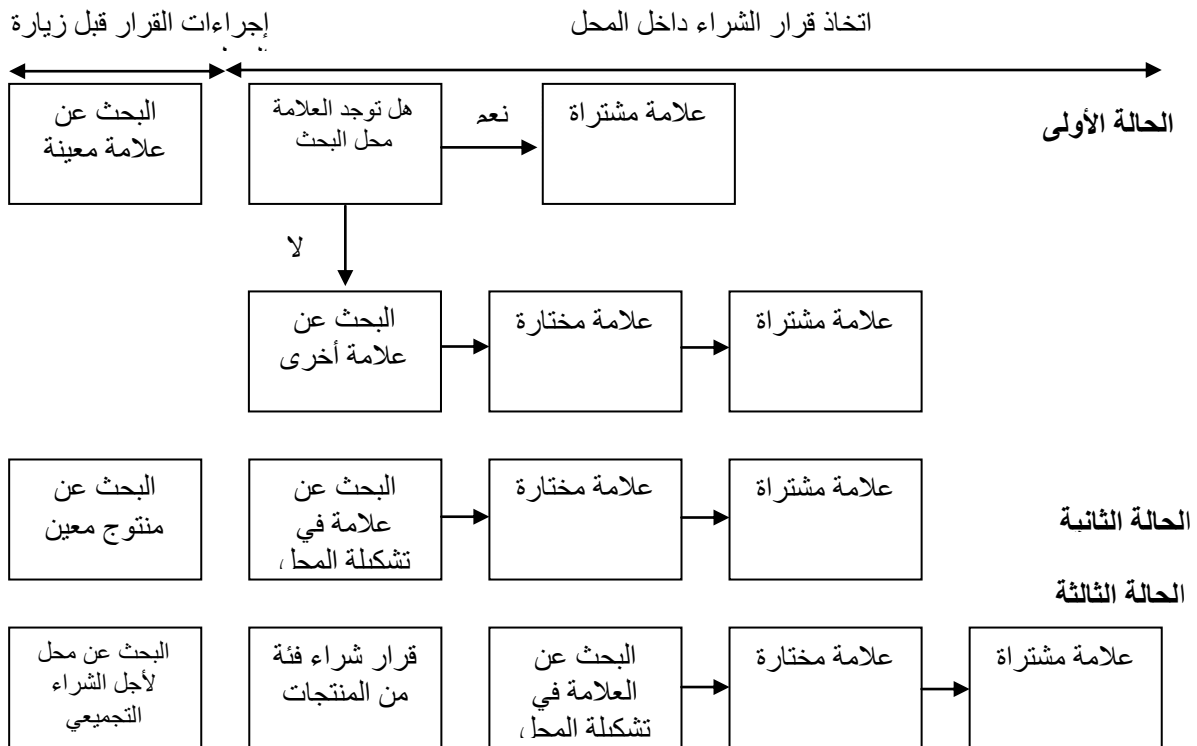 اتخاذ قرار الشراء داخل المحل
إجراءات القرار قبل زيارة
الحالة الأولى
البحث عن
علامة معينة
هل توجد العلامة
محل البحث
نعم
علامة مشتراة
لا
البحث عن
علامة أخرى
علامة مختارة
علامة مشتراة
الحالة الثانية
البحث عن
منتوج معين
البحث عن
علامة في
تشكيلة المحل
علامة مختارة
علامة مشتراة
الحالة الثالثة
البحث عن محل
لأجل الشراء
التجميعي
قرار شراء فئة
من المنتجات
البحث عن
العلامة في
تشكيلة المحل
علامة مختارة
علامة مشتراة